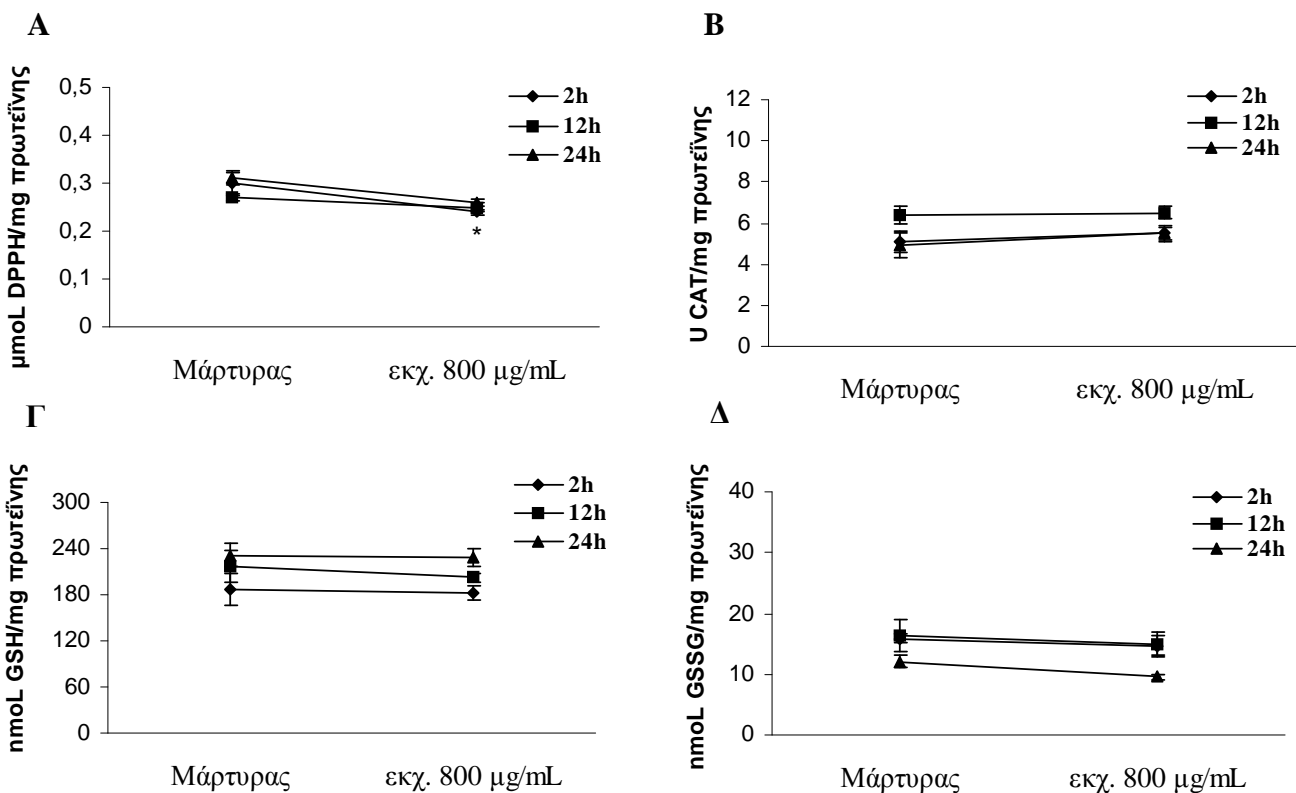 Α
μmoL DPPH/mg πρωτεΐνης
0,5
0,4
0,3
0,2
0,1
0
2h
12h
24h
*
Μάρτυρας εκχ. 800 μg/mL
Β
U CAT/mg πρωτεΐνης
12
10
8
6
4
2
0
2h
12h
24h
Μάρτυρας εκχ. 800 μg/mL
Γ
nmoL GSH/mg πρωτεΐνης
300
240
180
120
60
0
2h
12h
24h
Μάρτυρας εκχ. 800 μg/mL
Δ
nmoL GSSG/mg πρωτεΐνης
40
30
20
10
0
2h
12h
24h
Μάρτυρας εκχ. 800 μg/mL